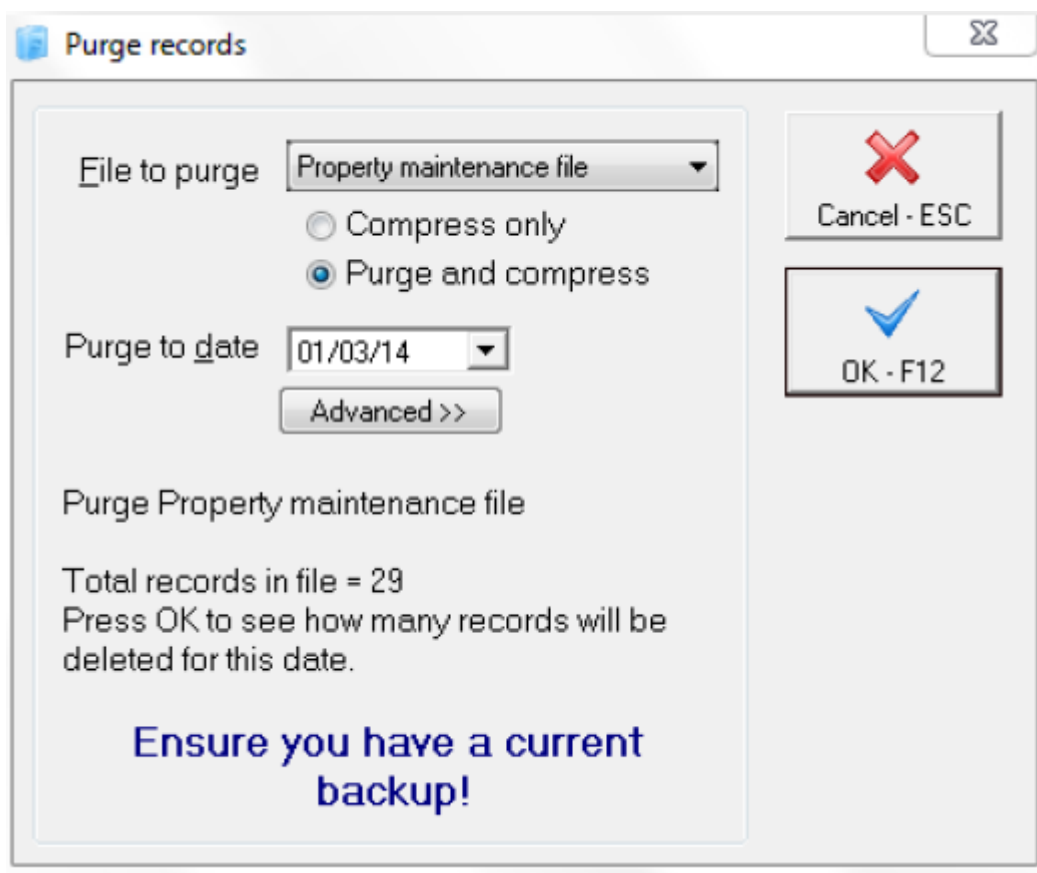 Purge records
File to purge
Property maintenance file
Compress only
Purge and compress
Purge to date
01/03/14
Advanced >>
Purge Property maintenance file
Total records in file = 29
Press OK to see how many records will be
deleted for this date.
Ensure you have a current
backup!
Cancel - ESC
OK - F12